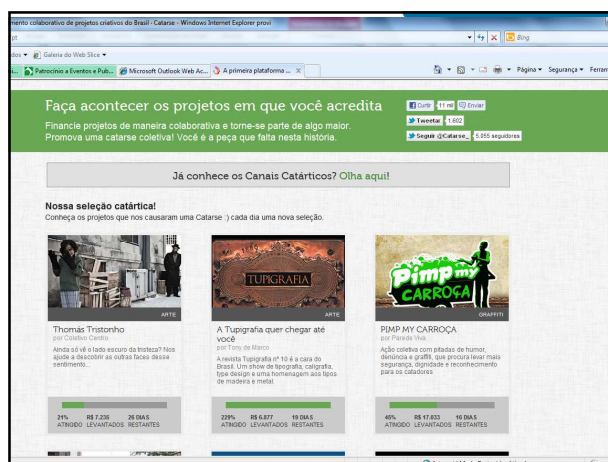 mento colaborativo de projetos criativos do Brasil - Catarse - Windows Internet Explorer provi
pt
Bing
dos
Galeria do Web Slice
Patrocínio a Eventos e Pub...
Microsoft Outlook Web Ac...
A primeira plataforma ...
Página
Segurança
Ferram
Faça acontecer os projetos em que você acredita
Financie projetos de maneira colaborativa e torne-se parte de algo maior.
Promova uma catarse coletiva! Você é a peça que falta nesta história.
Curtir 11 mil Enviar
Tweetar 1.602
Seguir @Catarse_ 5.055 seguidores
Já conhece os Canais Catárticos? Olha aqui!
Nossa seleção catártica!
Conheça os projetos que nos causaram uma Catarse :) cada dia uma nova seleção.
ARTE
Thomás Tristonho
por Coletivo Centro
Ainda só vê o lado escuro da tristeza? Nos
ajude a descobrir as outras faces desse
sentimento...
21% R$ 7.235 26 DIAS
ATINGIDO LEVANTADOS RESTANTES
TUPIGRAFIA
ARTE
A Tupigrafia quer chegar até
você
por Tony de Marco
A revista Tupigrafia nº 10 é a cara do
Brasil. Um show de tipografia, caligrafia,
type design e uma homenagem aos tipos
de madeira e metal.
229% R$ 6.877 19 DIAS
ATINGIDO LEVANTADOS RESTANTES
Pimp my
CARROÇA
GRAFFITI
PIMP MY CARROÇA
por Parede Viva
Ação coletiva com pitadas de humor,
denúncia e graffiti, que procura levar mais
segurança, dignidade e reconhecimento
para os catadores
45% R$ 17.033 16 DIAS
ATINGIDO LEVANTADOS RESTANTES